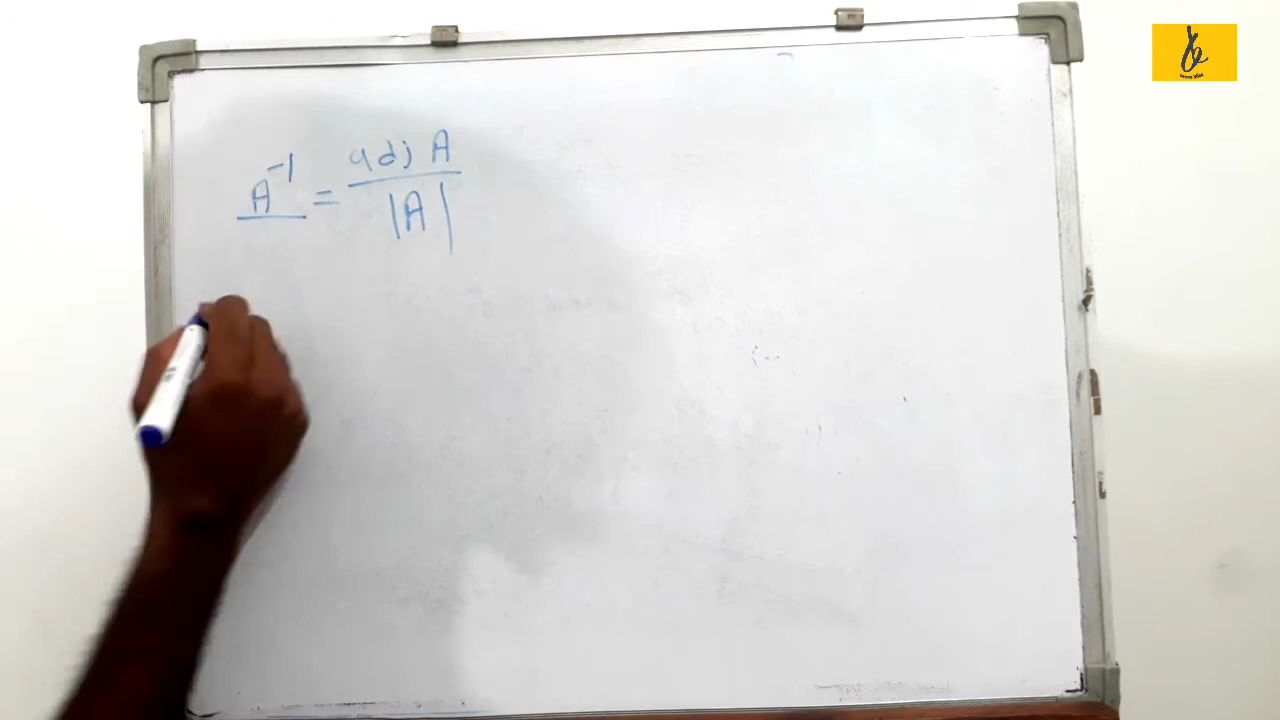 A⁻¹ = adj A / |A|